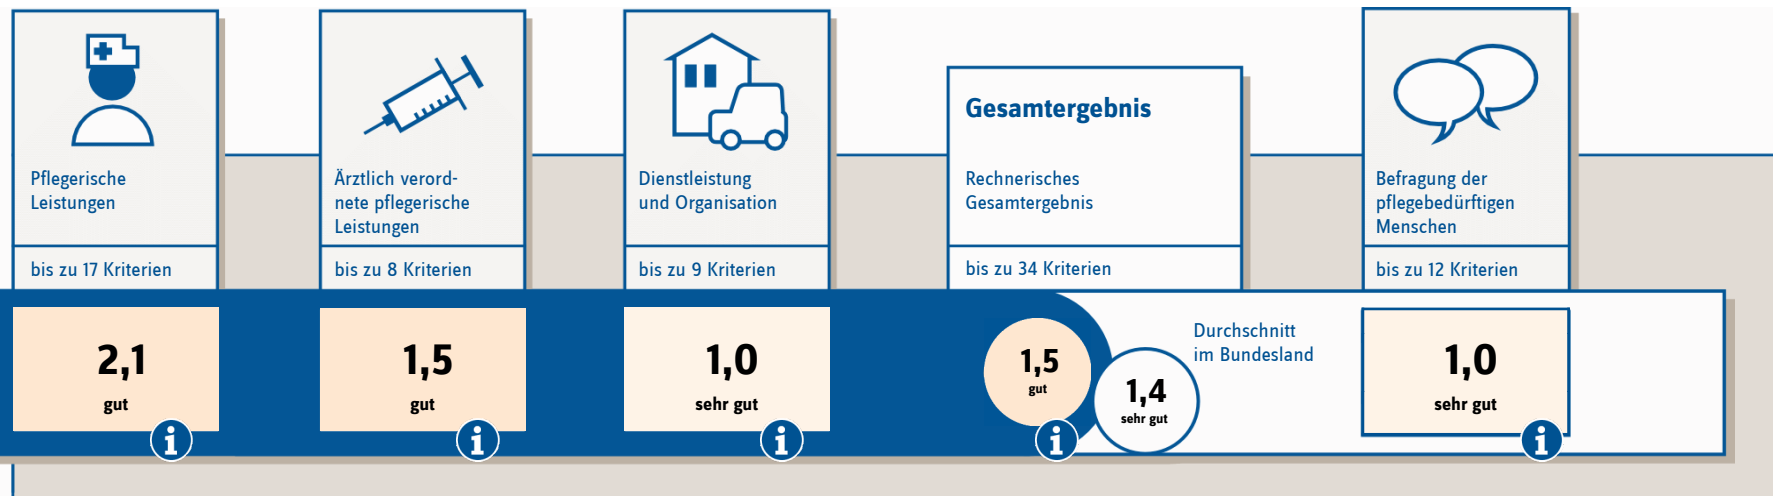 Pflegerische
Leistungen
bis zu 17 Kriterien
2,1
gut
i
Ärztlich verord-
nete pflegerische
Leistungen
bis zu 8 Kriterien
1,5
gut
i
Dienstleistung
und Organisation
bis zu 9 Kriterien
1,0
sehr gut
i
Gesamtergebnis
Rechnerisches
Gesamtergebnis
bis zu 34 Kriterien
1,5
gut
i
1,4
sehr gut
Durchschnitt
im Bundesland
Befragung der
pflegebedürftigen
Menschen
bis zu 12 Kriterien
1,0
sehr gut
i